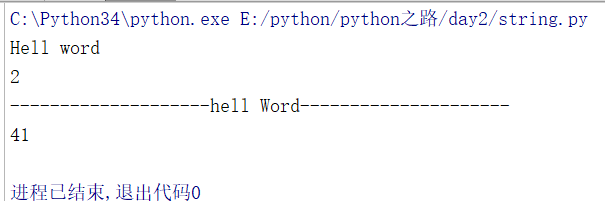 C:\Python34\python.exe E:/python/python之路/day2/string.py
Hell word
2
--------------------hell Word---------------------
41
进程已结束,退出代码0